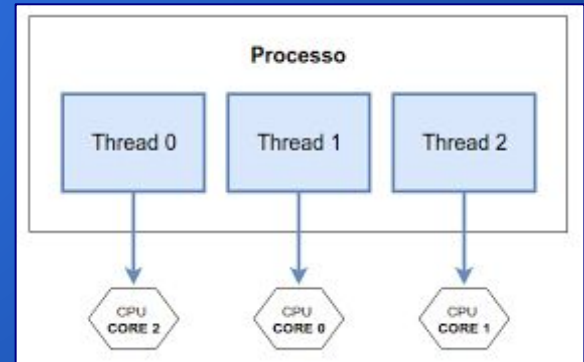 Processo
Thread 0
Thread 1
Thread 2
CPU
CORE 2
CPU
CORE 0
CPU
CORE 1